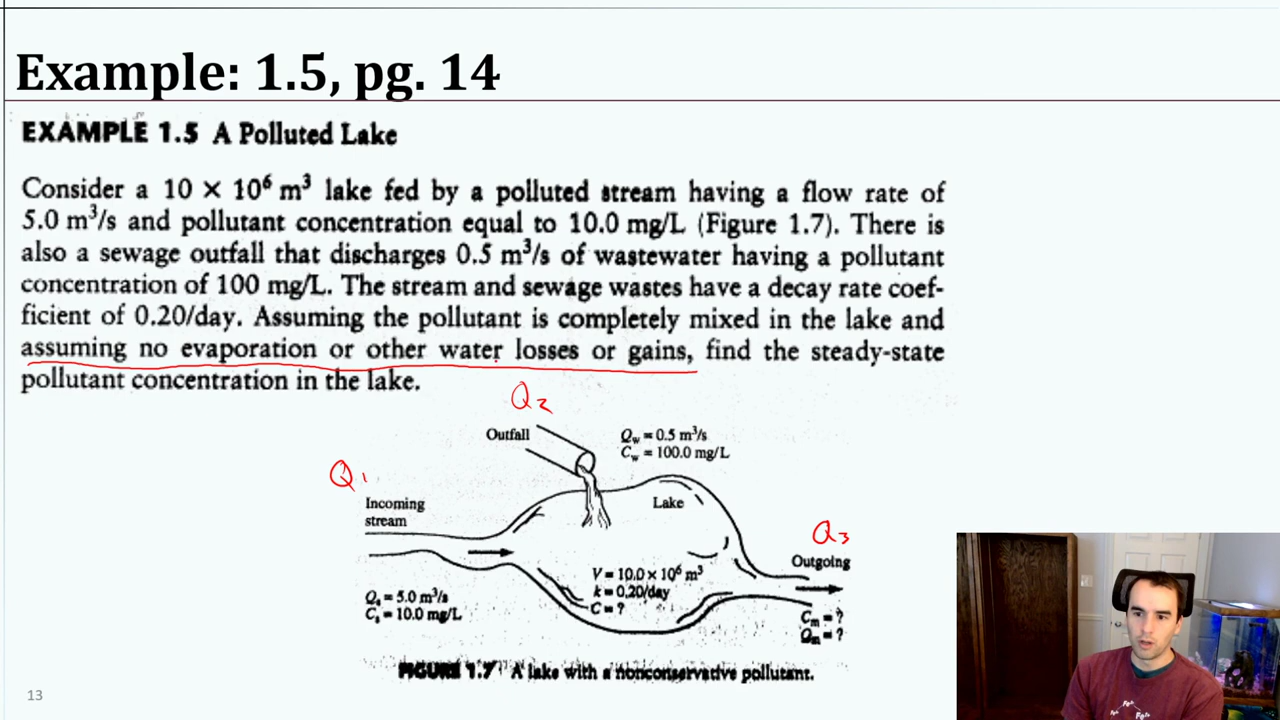 Example: 1.5, pg. 14
EXAMPLE 1.5 A Polluted Lake
Consider a 10 × 10⁶ m³ lake fed by a polluted stream having a flow rate of
5.0 m³/s and pollutant concentration equal to 10.0 mg/L (Figure 1.7). There is
also a sewage outfall that discharges 0.5 m³/s of wastewater having a pollutant
concentration of 100 mg/L. The stream and sewage wastes have a decay rate coef-
ficient of 0.20/day. Assuming the pollutant is completely mixed in the lake and
assuming no evaporation or other water losses or gains, find the steady-state
pollutant concentration in the lake.
Q₂
Outfall
Q_w = 0.5 m³/s
C_w = 100.0 mg/L
Q₁
Incoming
stream
Lake
Q₃
Outgoing
V = 10.0 × 10⁶ m³
k = 0.20/day
C = ?
Q_s = 5.0 m³/s
C_s = 10.0 mg/L
C_m = ?
Q_m = ?
FIGURE 1.7 A lake with a nonconservative pollutant.
13